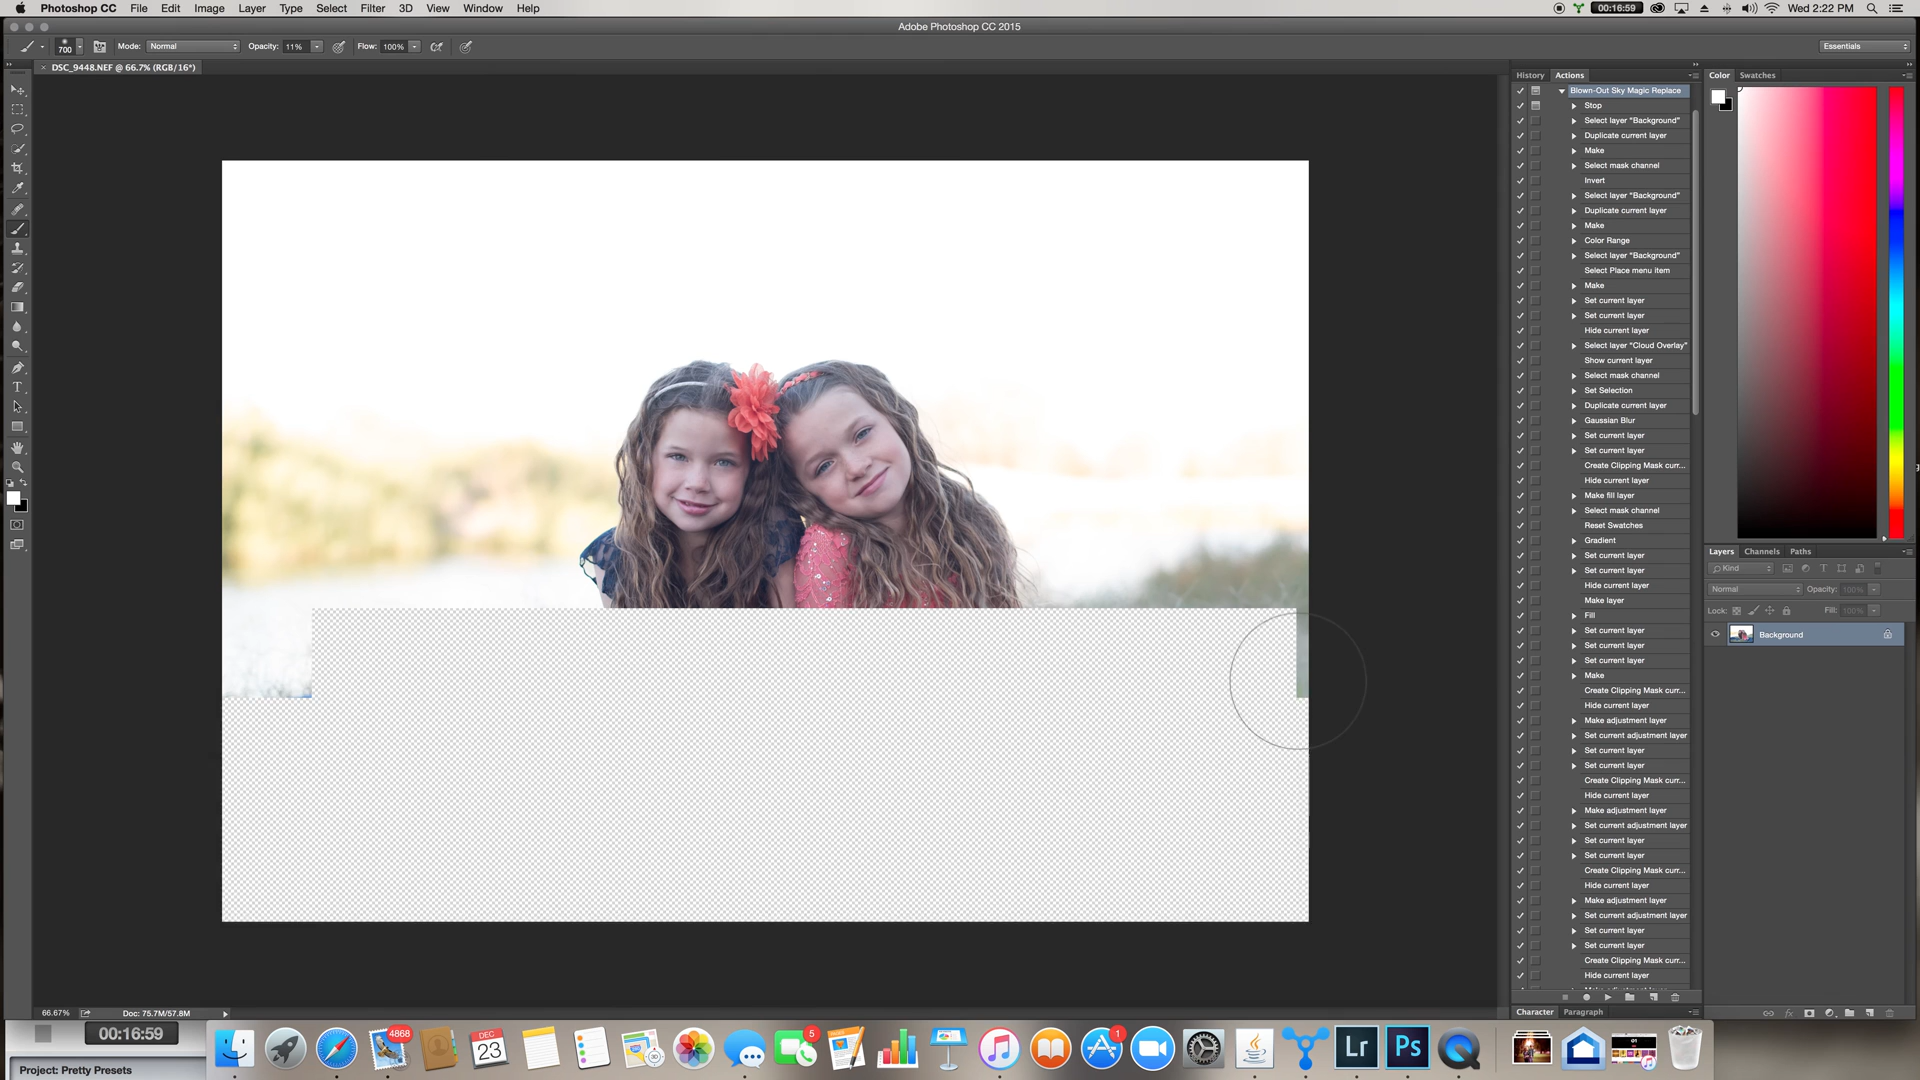 Photoshop CC File Edit Image Layer Type Select Filter 3D View Window Help 00:16:59 Wed 2:22 PM
Adobe Photoshop CC 2015
700 Mode: Normal Opacity: 11% Flow: 100% Essentials
DSC_9448.NEF @ 66.7% (RGB/16*)
History Actions
Blown-Out Sky Magic Replace
Stop
Select layer "Background"
Duplicate current layer
Make
Select mask channel
Invert
Select layer "Background"
Duplicate current layer
Make
Color Range
Select layer "Background"
Select Place menu item
Make
Set current layer
Set current layer
Hide current layer
Select layer "Cloud Overlay"
Show current layer
Select mask channel
Set Selection
Duplicate current layer
Gaussian Blur
Set current layer
Set current layer
Create Clipping Mask curr...
Hide current layer
Make fill layer
Select mask channel
Reset Swatches
Gradient
Set current layer
Set current layer
Hide current layer
Make layer
Fill
Set current layer
Set current layer
Set current layer
Make
Create Clipping Mask curr...
Hide current layer
Make adjustment layer
Set current adjustment layer
Set current layer
Set current layer
Create Clipping Mask curr...
Hide current layer
Make adjustment layer
Set current adjustment layer
Set current layer
Set current layer
Create Clipping Mask curr...
Hide current layer
Make adjustment layer
Set current adjustment layer
Set current layer
Set current layer
Create Clipping Mask curr...
Hide current layer
Character Paragraph
Color Swatches
Layers Channels Paths
Kind
Normal Opacity: 100%
Lock: Fill: 100%
Background
66.67% Doc: 75.7M/57.8M
00:16:59
4868
DEC
23
5
1
Lr
Ps
Project: Pretty Presets